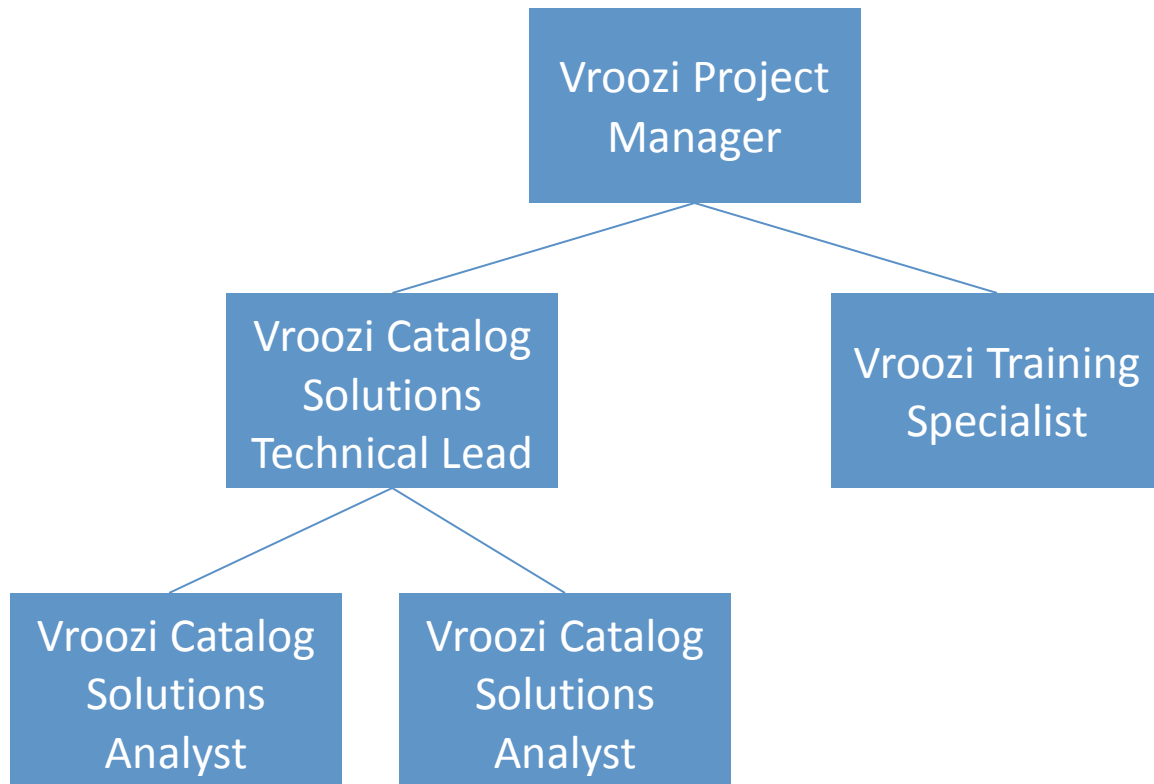 Vroozi Project
Manager
Vroozi Catalog
Solutions
Technical Lead
Vroozi Training
Specialist
Vroozi Catalog
Solutions
Analyst
Vroozi Catalog
Solutions
Analyst